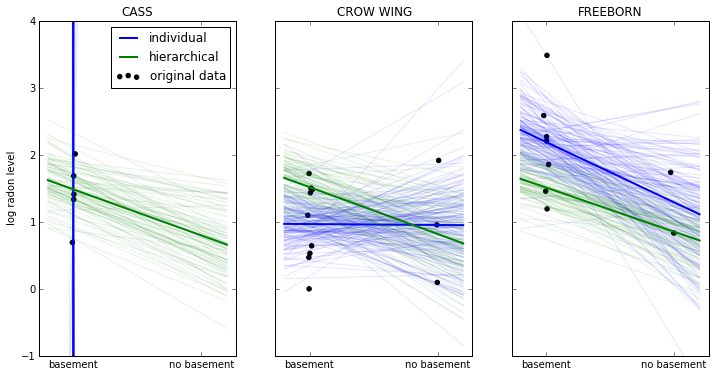 CASS
CROW WING
FREEBORN
individual
hierarchical
original data
log radon level
4
3
2
1
0
−1
basement
no basement
basement
no basement
basement
no basement